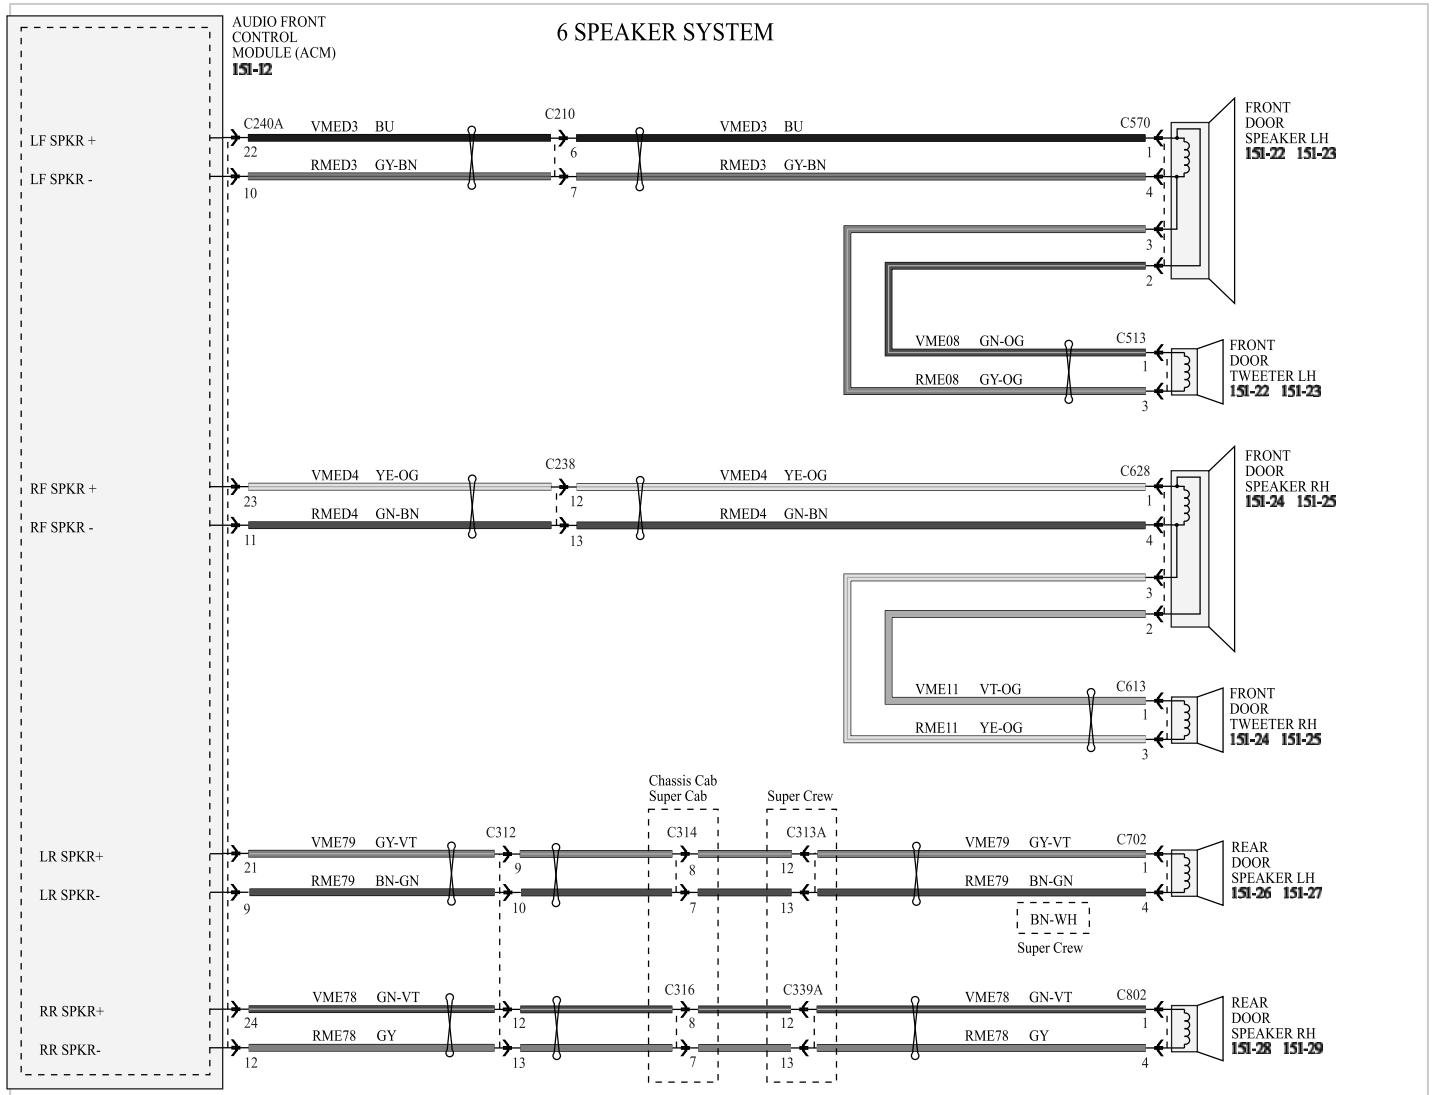 AUDIO FRONT
CONTROL
MODULE (ACM)
151-12
6 SPEAKER SYSTEM
LF SPKR +
C240A
22
VMED3 BU
C210
6
VMED3 BU
C570
1
FRONT
DOOR
SPEAKER LH
151-22 151-23
LF SPKR -
10
RMED3 GY-BN
7
RMED3 GY-BN
4
3
2
VME08 GN-OG
C513
1
RME08 GY-OG
3
FRONT
DOOR
TWEETER LH
151-22 151-23
RF SPKR +
23
VMED4 YE-OG
C238
12
VMED4 YE-OG
C628
1
FRONT
DOOR
SPEAKER RH
151-24 151-25
RF SPKR -
11
RMED4 GN-BN
13
RMED4 GN-BN
4
3
2
VME11 VT-OG
C613
1
RME11 YE-OG
3
FRONT
DOOR
TWEETER RH
151-24 151-25
Chassis Cab
Super Cab
Super Crew
LR SPKR+
21
VME79 GY-VT
C312
9
C314
8
C313A
12
VME79 GY-VT
C702
1
REAR
DOOR
SPEAKER LH
151-26 151-27
LR SPKR-
9
RME79 BN-GN
10
7
13
RME79 BN-GN
4
BN-WH
Super Crew
RR SPKR+
24
VME78 GN-VT
12
C316
8
C339A
12
VME78 GN-VT
C802
1
REAR
DOOR
SPEAKER RH
151-28 151-29
RR SPKR-
12
RME78 GY
13
7
13
RME78 GY
4